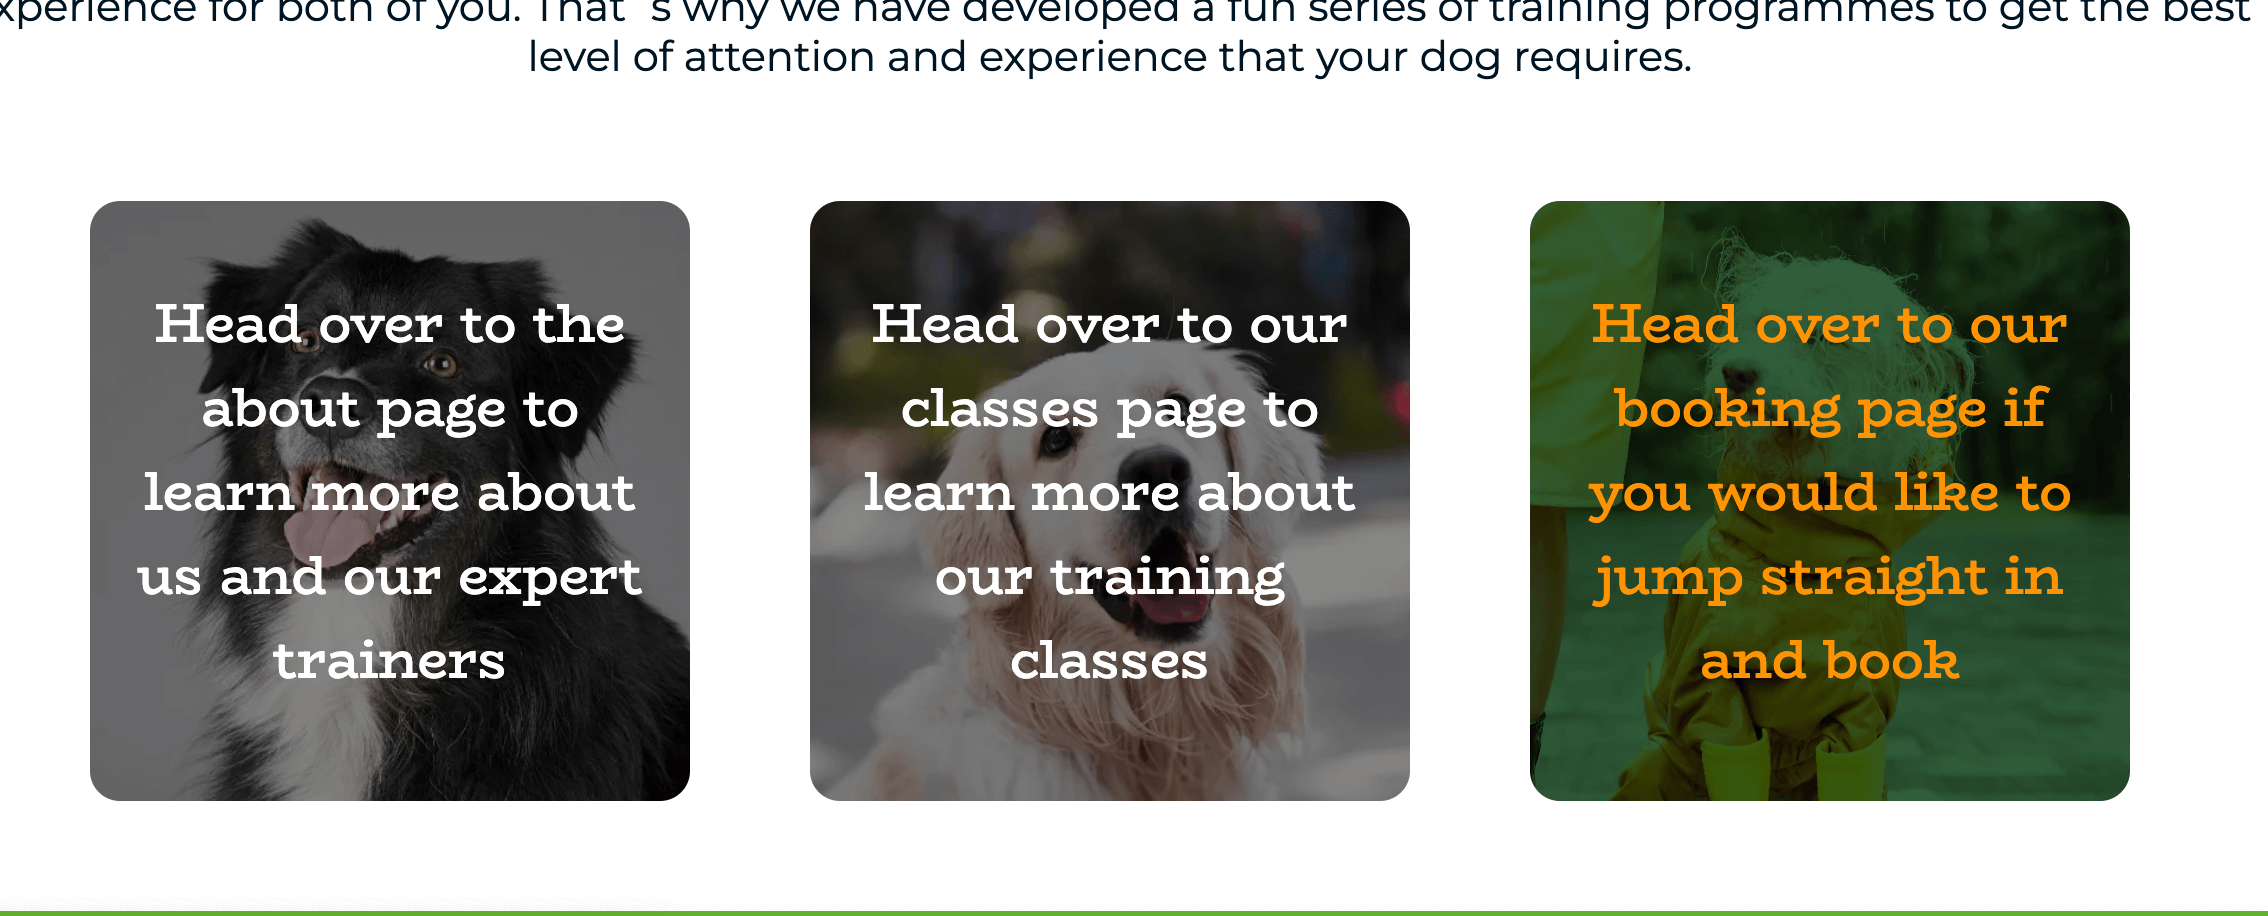 xperience for both of you. That´s why we have developed a fun series of training programmes to get the best
level of attention and experience that your dog requires.
Head over to the
about page to
learn more about
us and our expert
trainers
Head over to our
classes page to
learn more about
our training
classes
Head over to our
booking page if
you would like to
jump straight in
and book